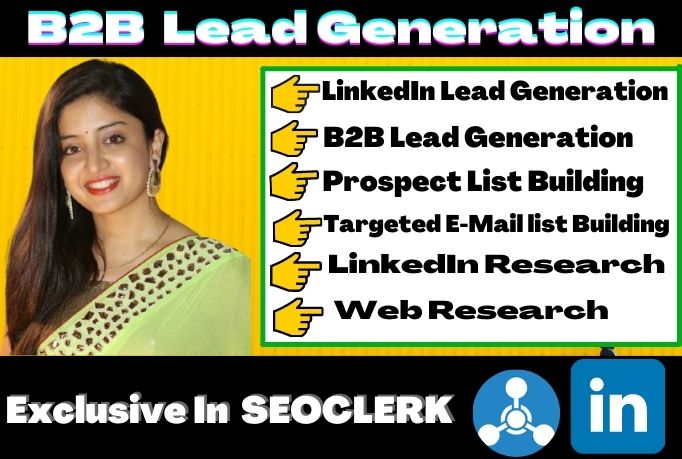 B2B Lead Generation
LinkedIn Lead Generation
B2B Lead Generation
Prospect List Building
Targeted E-Mail list Building
LinkedIn Research
Web Research
Exclusive In SEOCLERK
in